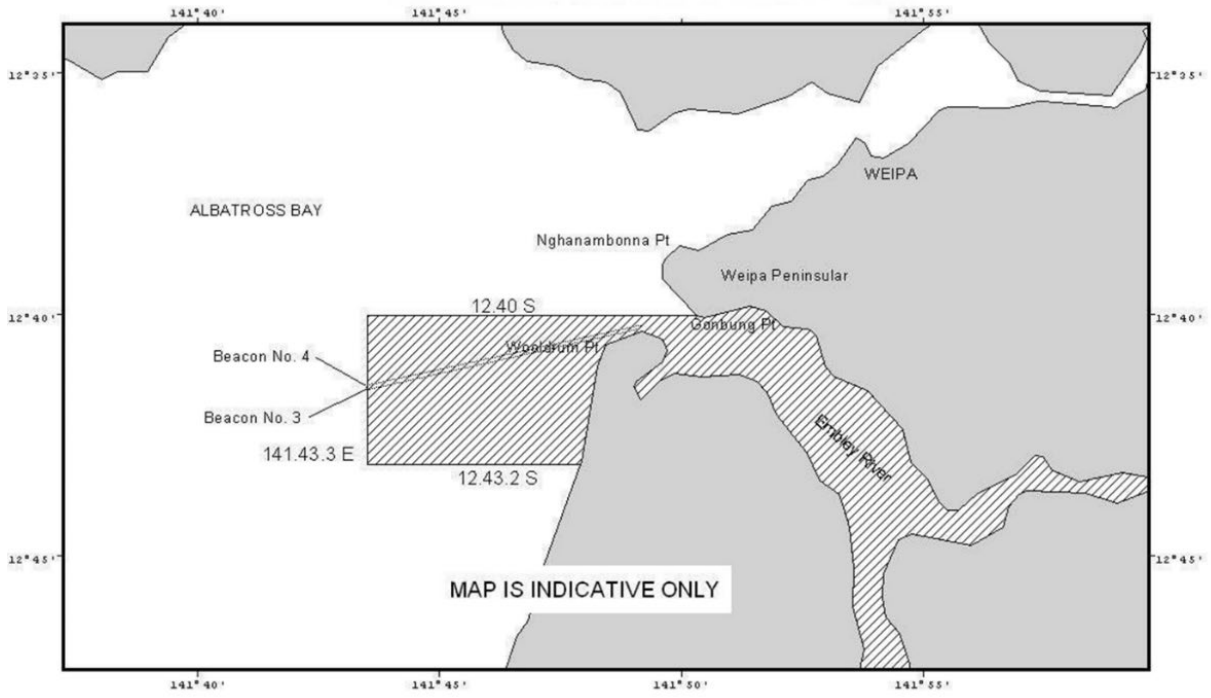 141°40' 141°45' 141°50' 141°55'
12°35' 12°35'
WEIPA
ALBATROSS BAY
Nghanambonna Pt
Weipa Peninsular
12.40 S
12°40' 12°40'
Gonbung Pt
Wooldrum Pt
Beacon No. 4
Beacon No. 3
Embley River
141.43.3 E
12.43.2 S
12°45' 12°45'
MAP IS INDICATIVE ONLY
141°40' 141°45' 141°50' 141°55'